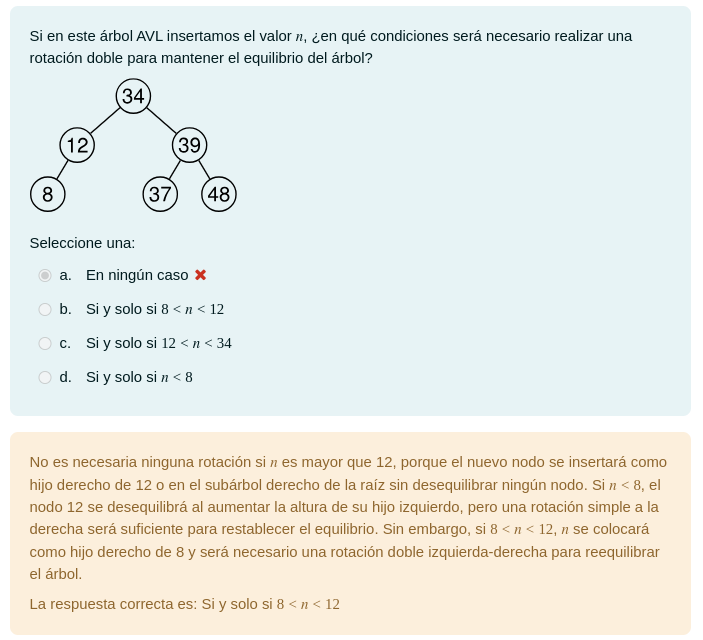 Si en este árbol AVL insertamos el valor n, ¿en qué condiciones será necesario realizar una
rotación doble para mantener el equilibrio del árbol?
34
12 39
8 37 48
Seleccione una:
a. En ningún caso ✖
b. Si y solo si 8 < n < 12
c. Si y solo si 12 < n < 34
d. Si y solo si n < 8
No es necesaria ninguna rotación si n es mayor que 12, porque el nuevo nodo se insertará como
hijo derecho de 12 o en el subárbol derecho de la raíz sin desequilibrar ningún nodo. Si n < 8, el
nodo 12 se desequilibrá al aumentar la altura de su hijo izquierdo, pero una rotación simple a la
derecha será suficiente para restablecer el equilibrio. Sin embargo, si 8 < n < 12, n se colocará
como hijo derecho de 8 y será necesario una rotación doble izquierda-derecha para reequilibrar
el árbol.
La respuesta correcta es: Si y solo si 8 < n < 12